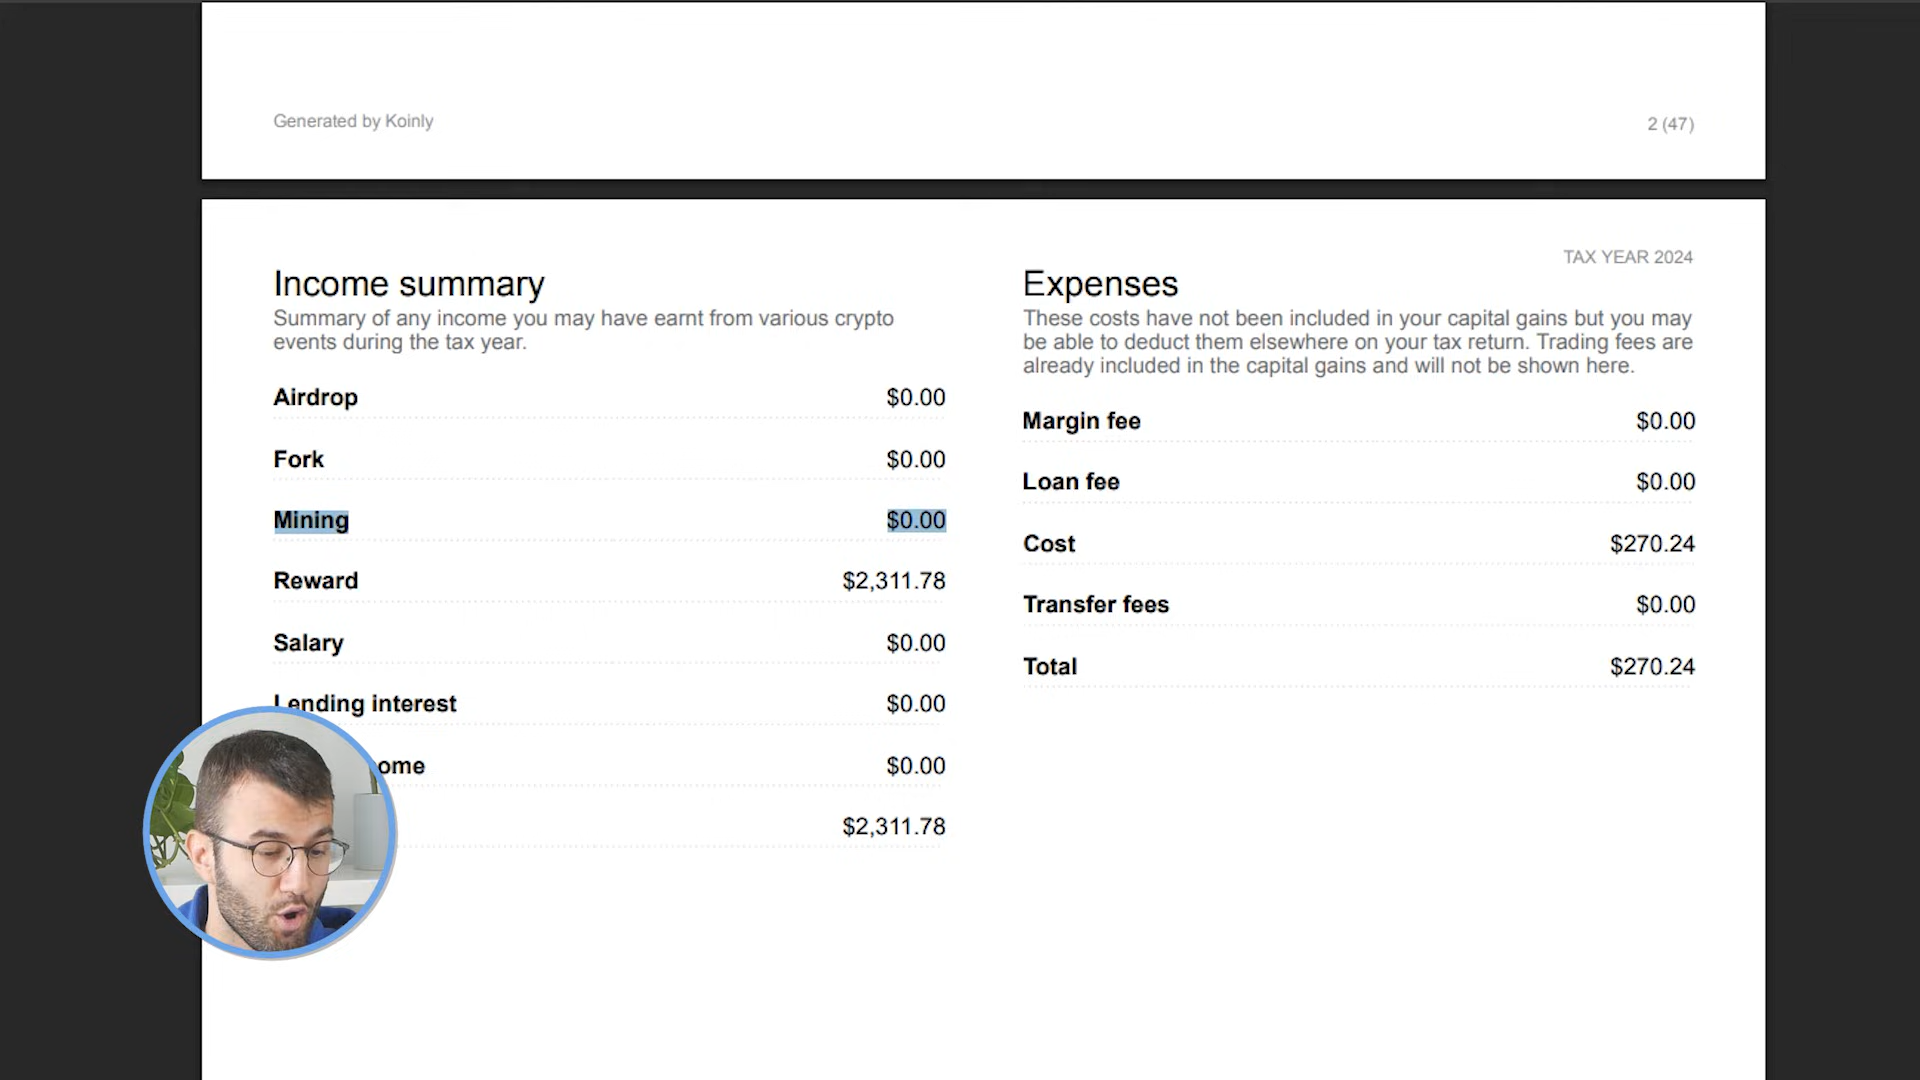 Generated by Koinly
2 (47)
TAX YEAR 2024
Income summary
Summary of any income you may have earnt from various crypto
events during the tax year.
Airdrop $0.00
Fork $0.00
Mining $0.00
Reward $2,311.78
Salary $0.00
Lending interest $0.00
ome $0.00
$2,311.78
Expenses
These costs have not been included in your capital gains but you may
be able to deduct them elsewhere on your tax return. Trading fees are
already included in the capital gains and will not be shown here.
Margin fee $0.00
Loan fee $0.00
Cost $270.24
Transfer fees $0.00
Total $270.24